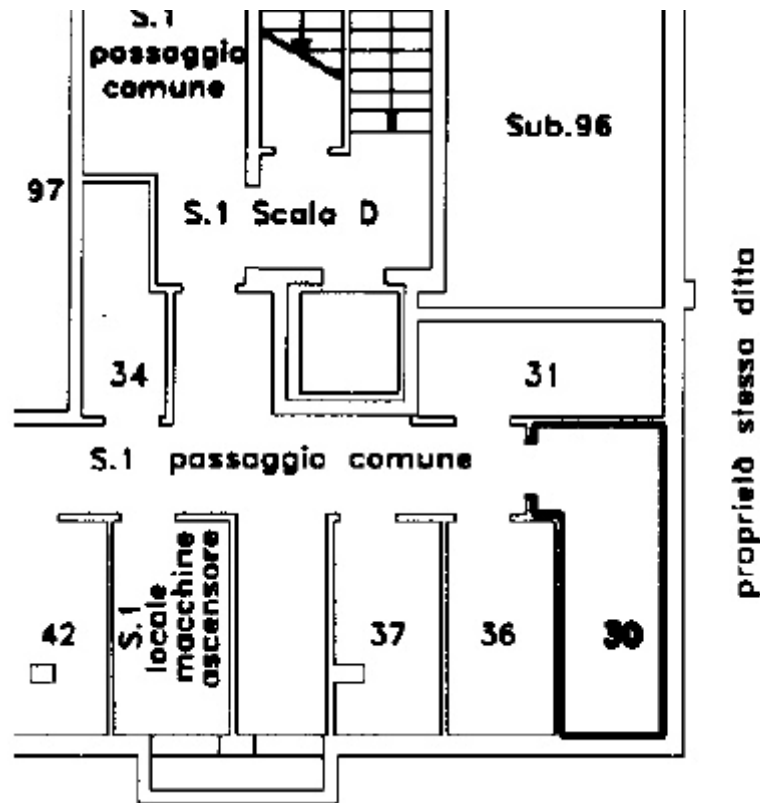 S.1
passaggio
comune
Sub.96
97
S.1 Scala D
34
31
S.1 passaggio comune
proprietà stessa ditta
42
S.1
locale
macchine
ascensore
37
36
30